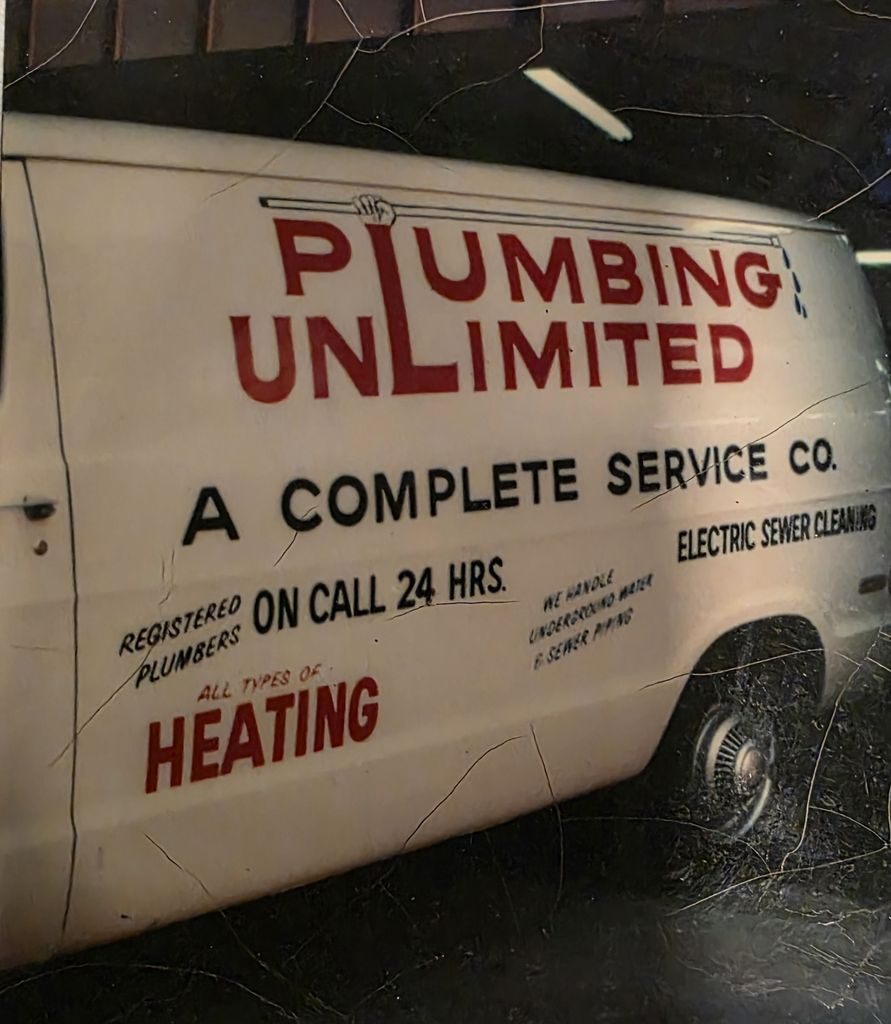 PLUMBING
UNLIMITED
A COMPLETE SERVICE CO.
ELECTRIC SEWER CLEANING
REGISTERED
PLUMBERS
ON CALL 24 HRS.
WE HANDLE
UNDERGROUND WATER
& SEWER PIPING
ALL TYPES OF
HEATING